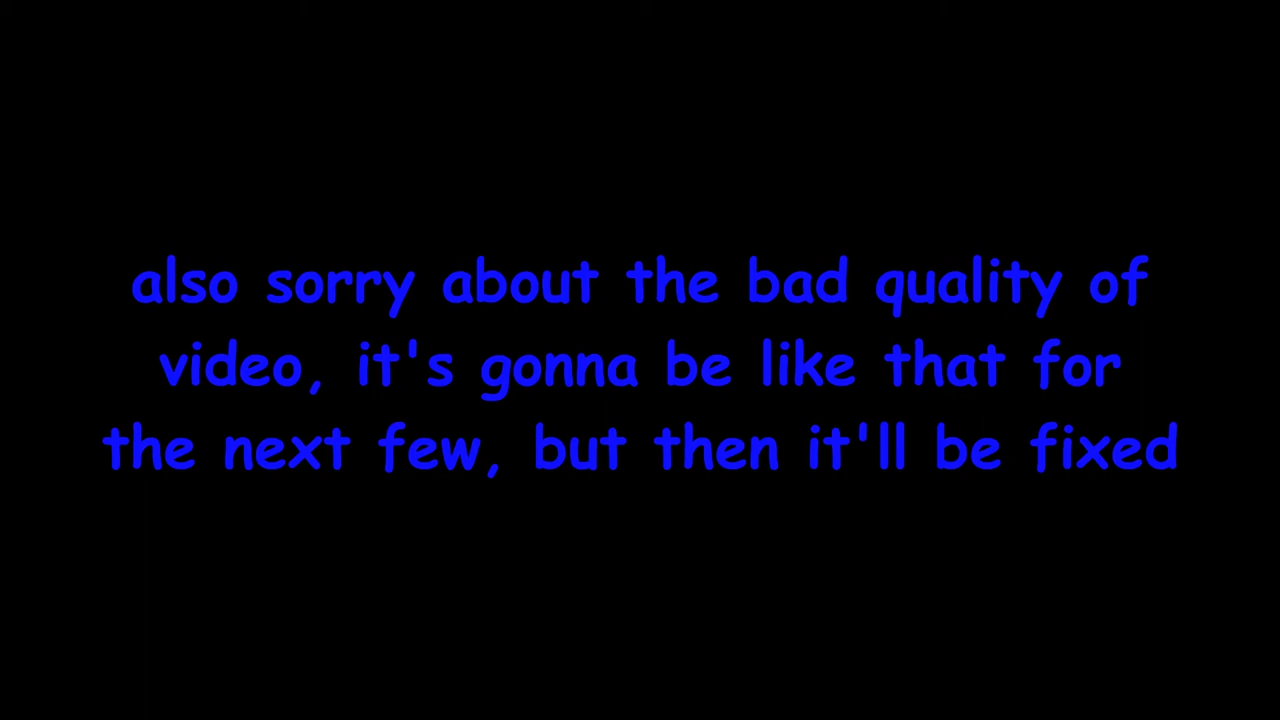 also sorry about the bad quality of
video, it's gonna be like that for
the next few, but then it'll be fixed